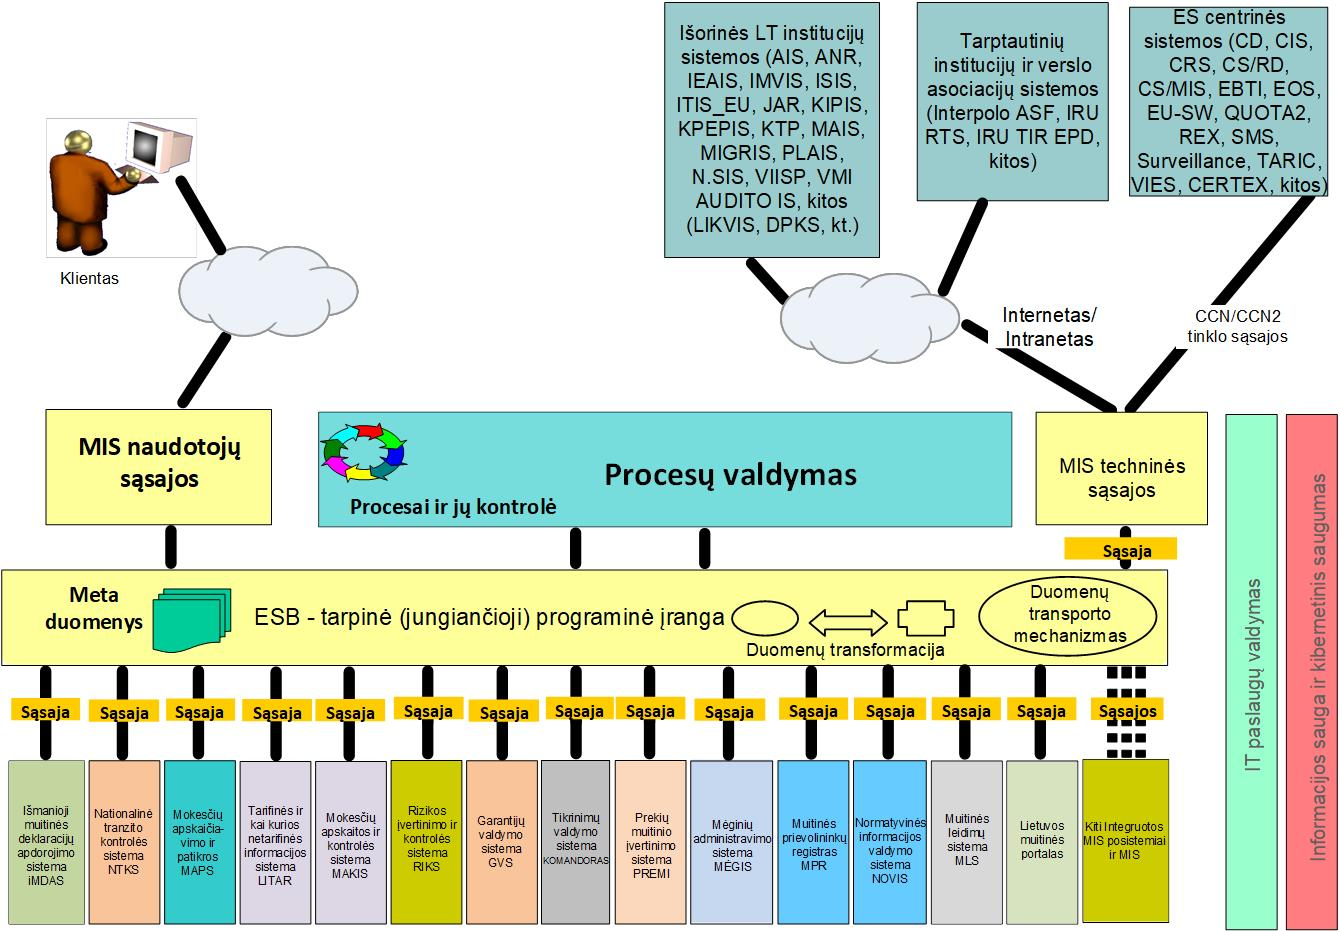 Išorinės LT institucijų
sistemos (AIS, ANR,
IEAIS, IMVIS, ISIS,
ITIS_EU, JAR, KIPIS,
KPEPIS, KTP, MAIS,
MIGRIS, PLAIS,
N.SIS, VIISP, VMI
AUDITO IS, kitos
(LIKVIS, DPKS, kt.)
Tarptautinių
institucijų ir verslo
asociacijų sistemos
(Interpolo ASF, IRU
RTS, IRU TIR EPD,
kitos)
ES centrinės
sistemos (CD, CIS,
CRS, CS/RD,
CS/MIS, EBTI, EOS,
EU-SW, QUOTA2,
REX, SMS,
Surveillance, TARIC,
VIES, CERTEX, kitos)
Klientas
Internetas/
Intranetas
CCN/CCN2
tinklo sąsajos
MIS naudotojų
sąsajos
Procesų valdymas
Procesai ir jų kontrolė
MIS techninės
sąsajos
Sąsaja
Meta
duomenys
ESB - tarpinė (jungiančioji) programinė įranga
Duomenų transformacija
Duomenų
transporto
mechanizmas
Sąsaja
Sąsaja
Sąsaja
Sąsaja
Sąsaja
Sąsaja
Sąsaja
Sąsaja
Sąsaja
Sąsaja
Sąsaja
Sąsaja
Sąsaja
Sąsaja
Sąsajos
Išmanioji
muitinės
deklaracijų
apdorojimo
sistema
iMDAS
Nationalinė
tranzito
kontrolės
sistema
NTKS
Mokesčių
apskaičia-
vimo ir
patikros
MAPS
Tarifinės ir
kai kurios
netarifinės
informacijos
sistema
LITAR
Mokesčių
apskaitos ir
kontrolės
sistema
MAKIS
Rizikos
įvertinimo ir
kontrolės
sistema
RIKS
Garantijų
valdymo
sistema
GVS
Tikrinimų
valdymo
sistema
KOMANDORAS
Prekių
muitinio
įvertinimo
sistema
PREMI
Mėginių
administravimo
sistema
MĖGIS
Muitinės
prievolininkų
registras
MPR
Normatyvinės
informacijos
valdymo
sistema
NOVIS
Muitinės
leidimų
sistema
MLS
Lietuvos
muitinės
portalas
Kiti Integruotos
MIS posistemiai
ir MIS
IT paslaugų valdymas
Informacijos sauga ir kibernetinis saugumas